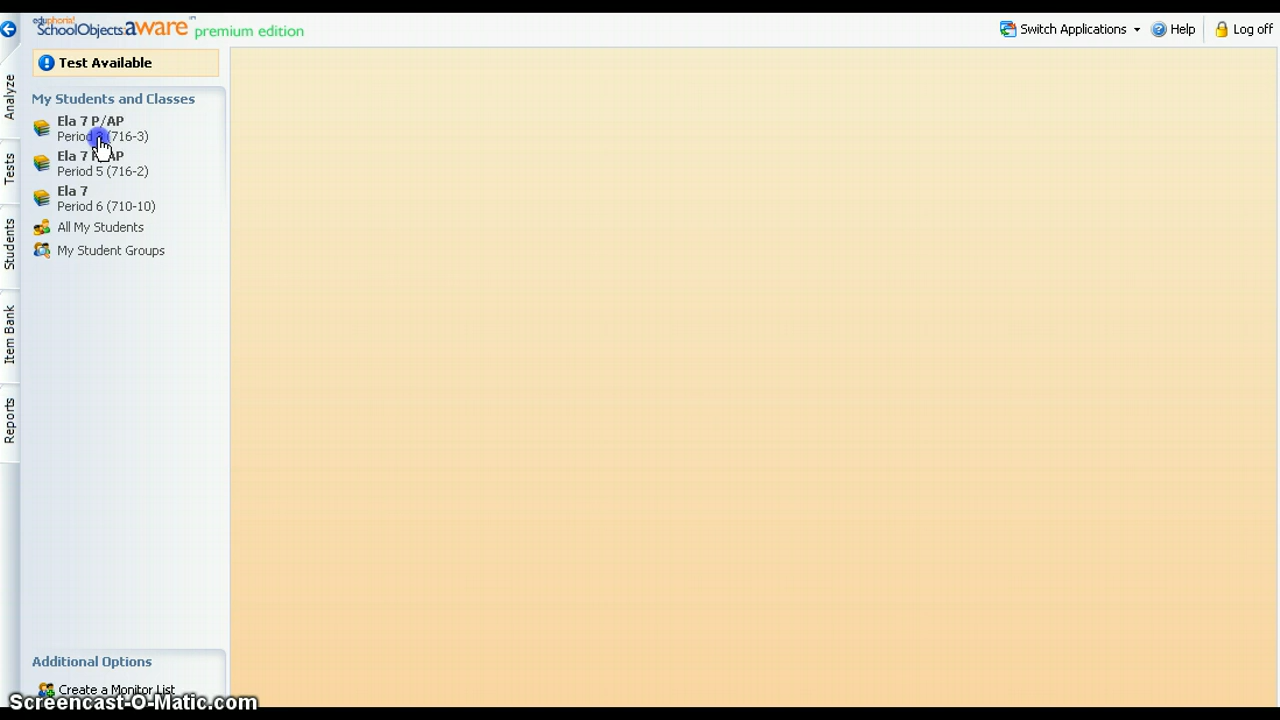 eduphoria!
SchoolObjects:aware™ premium edition
Switch Applications
Help
Log off
Test Available
Analyze
Tests
Students
Item Bank
Reports
My Students and Classes
Ela 7 P/AP
Period (716-3)
Ela 7 P/AP
Period 5 (716-2)
Ela 7
Period 6 (710-10)
All My Students
My Student Groups
Additional Options
Create a Monitor List
Screencast-O-Matic.com